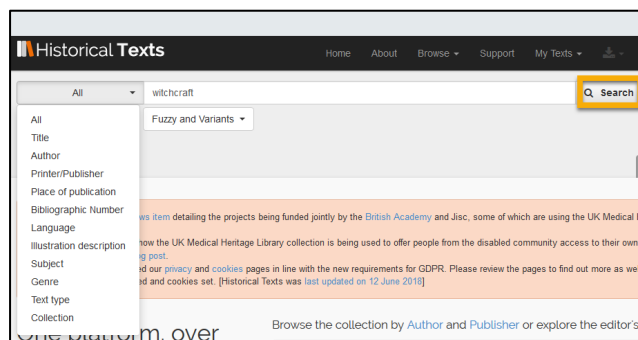 Historical Texts
Home About Browse Support My Texts
All witchcraft Search
Fuzzy and Variants
All
Title
Author
Printer/Publisher
Place of publication
Bibliographic Number
Language
Illustration description
Subject
Genre
Text type
Collection
item detailing the projects being funded jointly by the British Academy and Jisc, some of which are using the UK Medical
the UK Medical Heritage Library collection is being used to offer people from the disabled community access to their own
post.
our privacy and cookies pages in line with the new requirements for GDPR. Please review the pages to find out more as
and cookies set. [Historical Texts was last updated on 12 June 2018]
One platform, over
Browse the collection by Author and Publisher or explore the editor's